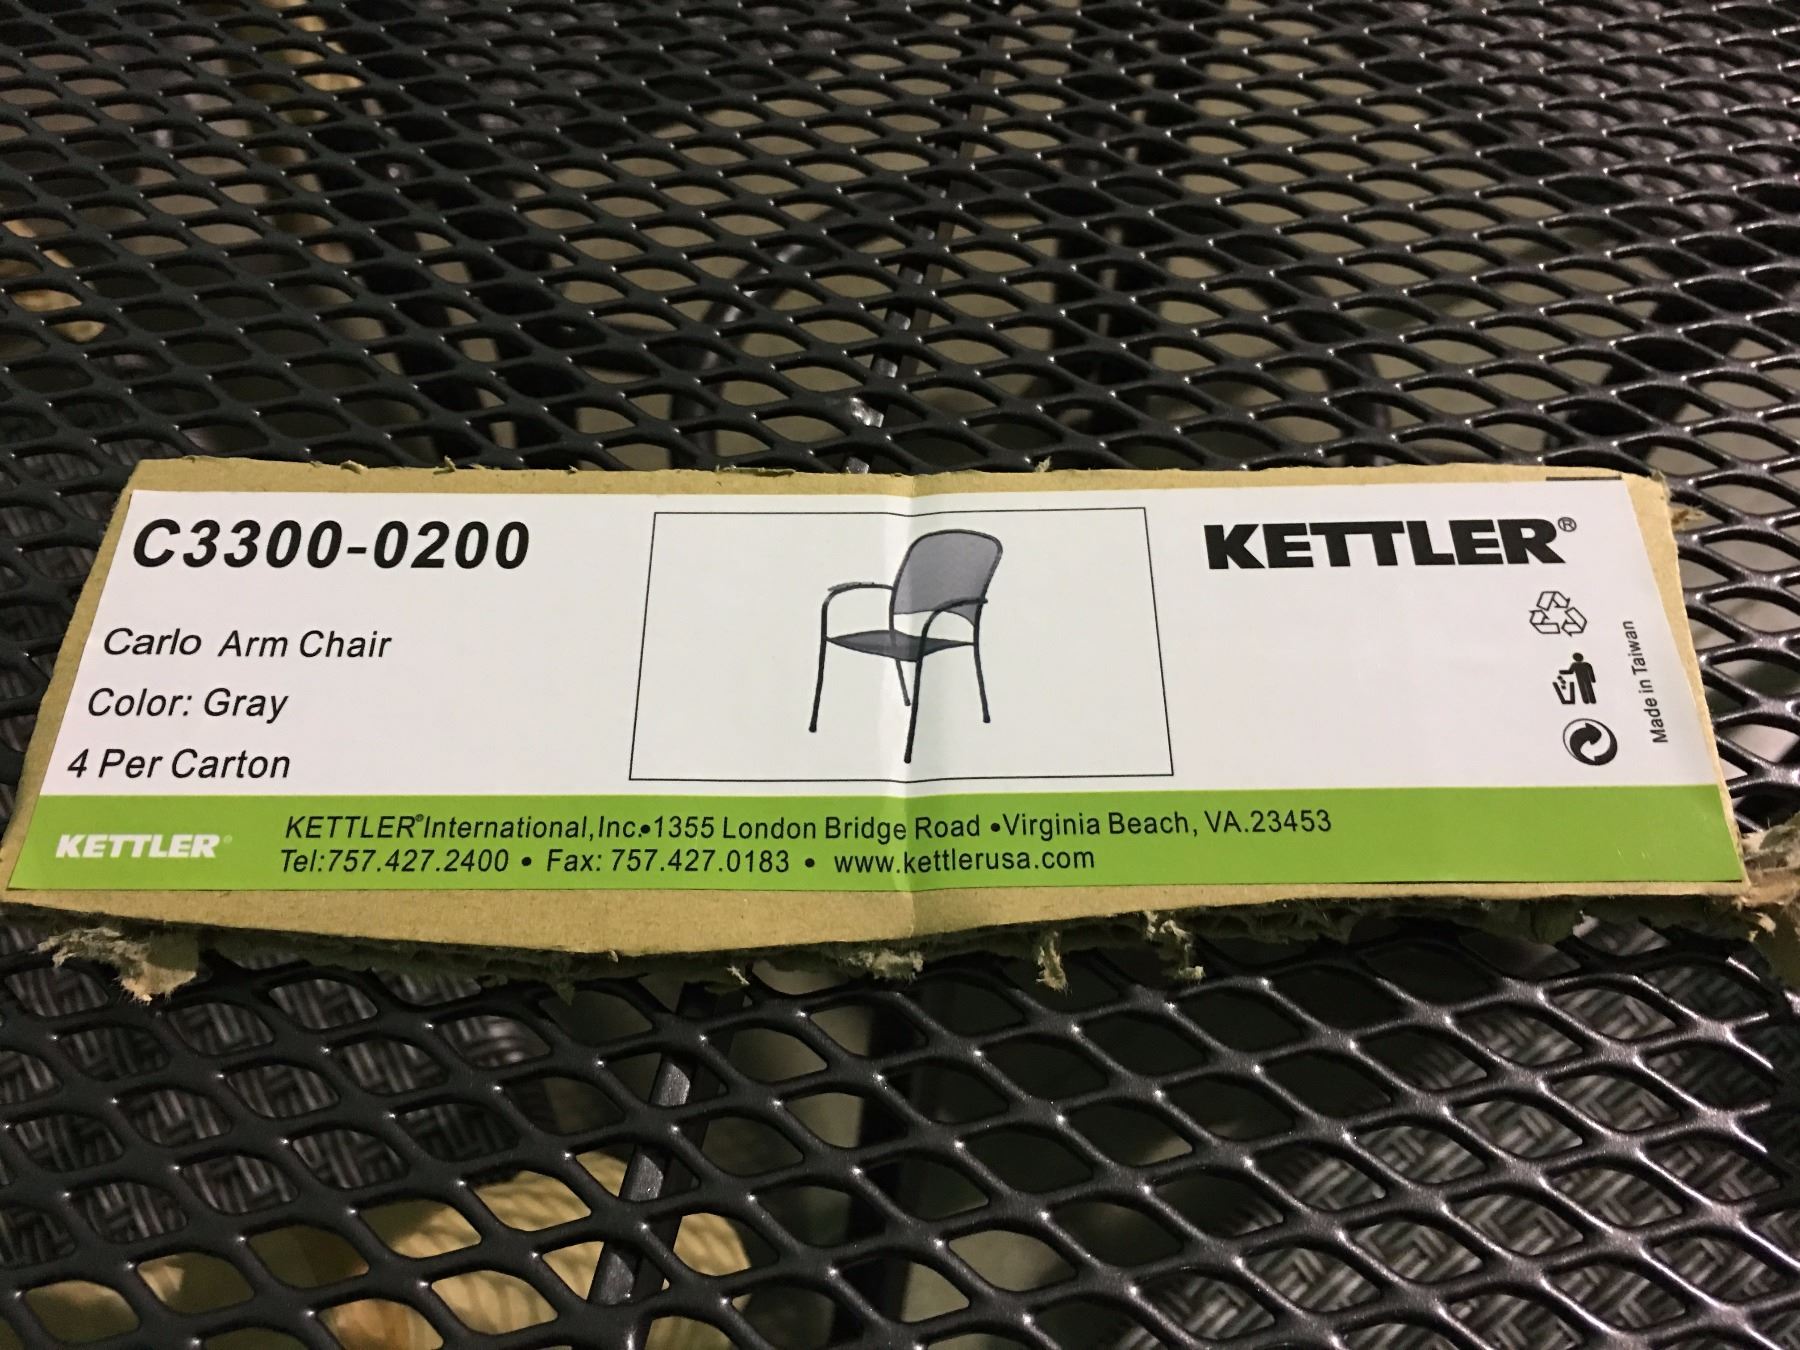 C3300-0200
Carlo Arm Chair
Color: Gray
4 Per Carton
KETTLER®
Made in Taiwan
KETTLER®
KETTLER®International,Inc.•1355 London Bridge Road •Virginia Beach, VA.23453
Tel:757.427.2400 • Fax: 757.427.0183 • www.kettlerusa.com